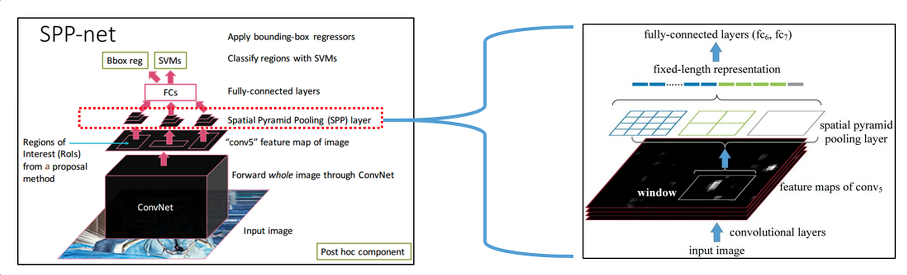 SPP-net
Apply bounding-box regressors
Bbox reg
SVMs
Classify regions with SVMs
FCs
Fully-connected layers
Spatial Pyramid Pooling (SPP) layer
Regions of
Interest (RoIs)
from a proposal
method
"conv5" feature map of image
Forward whole image through ConvNet
ConvNet
Input image
Post hoc component
fully-connected layers (fc₆, fc₇)
fixed-length representation
......
spatial pyramid
pooling layer
window
feature maps of conv₅
convolutional layers
input image